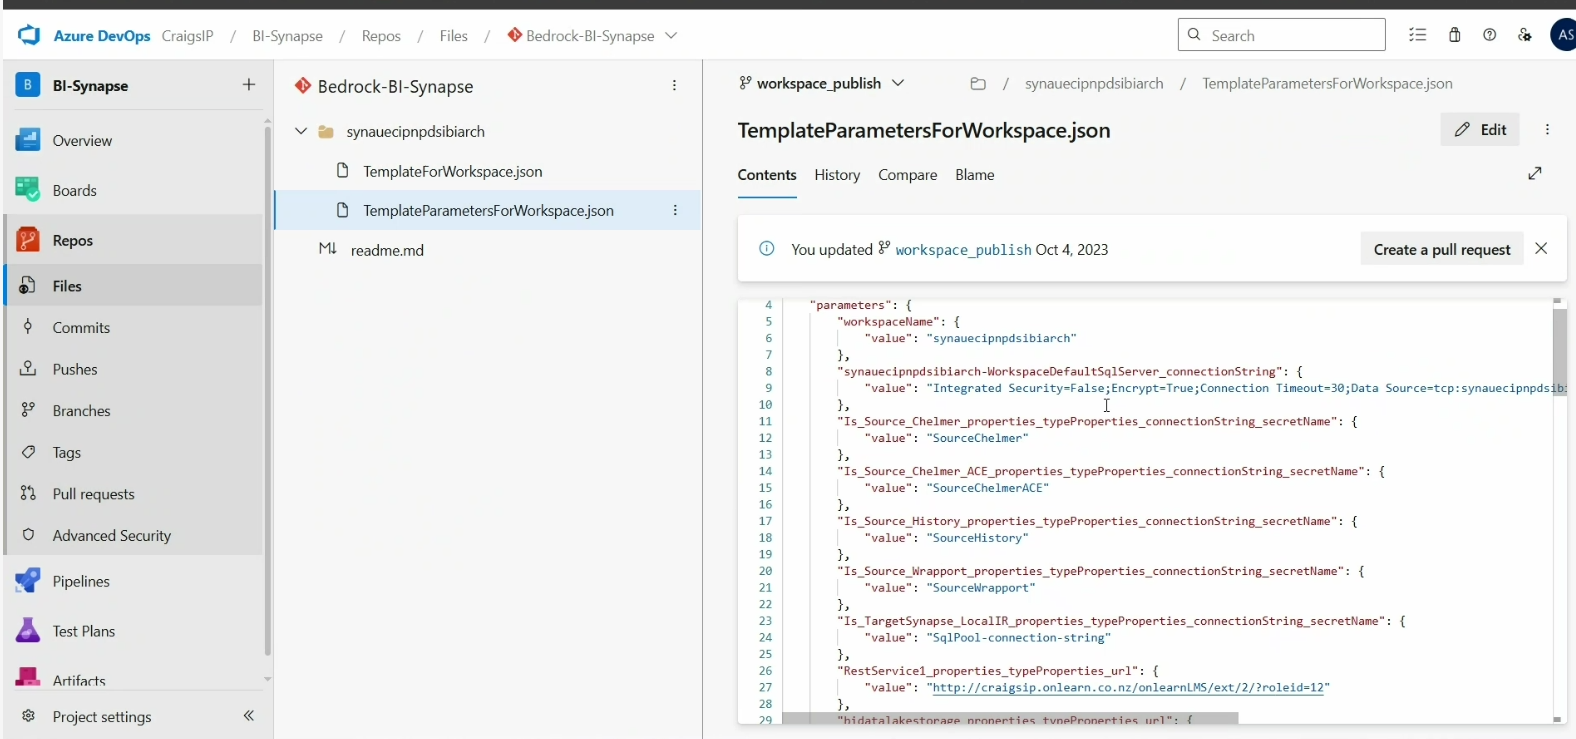 Azure DevOps CraigsIP / BI-Synapse / Repos / Files / Bedrock-BI-Synapse
Search
AS
B BI-Synapse +
Overview
Boards
Repos
Files
Commits
Pushes
Branches
Tags
Pull requests
Advanced Security
Pipelines
Test Plans
Artifacts
Project settings
Bedrock-BI-Synapse
synauecipnpdsibiarch
TemplateForWorkspace.json
TemplateParametersForWorkspace.json
readme.md
workspace_publish / synauecipnpdsibiarch / TemplateParametersForWorkspace.json
TemplateParametersForWorkspace.json
Edit
Contents History Compare Blame
You updated workspace_publish Oct 4, 2023
Create a pull request
4 "parameters": {
5 "workspaceName": {
6 "value": "synauecipnpdsibiarch"
7 },
8 "synauecipnpdsibiarch-WorkspaceDefaultSqlServer_connectionString": {
9 "value": "Integrated Security=False;Encrypt=True;Connection Timeout=30;Data Source=tcp:synauecipnpdsibi
10 },
11 "Is_Source_Chelmer_properties_typeProperties_connectionString_secretName": {
12 "value": "SourceChelmer"
13 },
14 "Is_Source_Chelmer_ACE_properties_typeProperties_connectionString_secretName": {
15 "value": "SourceChelmerACE"
16 },
17 "Is_Source_History_properties_typeProperties_connectionString_secretName": {
18 "value": "SourceHistory"
19 },
20 "Is_Source_Wrapport_properties_typeProperties_connectionString_secretName": {
21 "value": "SourceWrapport"
22 },
23 "Is_TargetSynapse_LocalIR_properties_typeProperties_connectionString_secretName": {
24 "value": "SqlPool-connection-string"
25 },
26 "RestService1_properties_typeProperties_url": {
27 "value": "http://craigsip.onlearn.co.nz/onlearnLMS/ext/2/?roleid=12"
28 },
29 "bidatalakestorage_properties_typeProperties_url": {